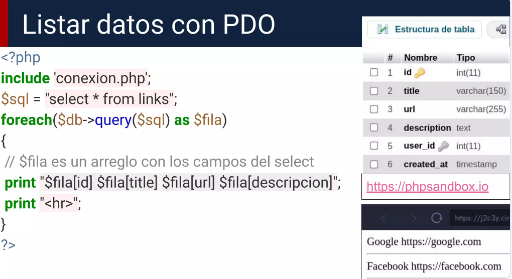 Listar datos con PDO
<?php
include 'conexion.php';
$sql = "select * from links";
foreach($db->query($sql) as $fila)
{
// $fila es un arreglo con los campos del select
print "$fila[id] $fila[title] $fila[url] $fila[descripcion]";
print "<hr>";
}
?>
Estructura de tabla
# Nombre Tipo
1 id int(11)
2 title varchar(150)
3 url varchar(255)
4 description text
5 user_id int(11)
6 created_at timestamp
https://phpsandbox.io
https://j2c3y.cie
Google https://google.com
Facebook https://facebook.com